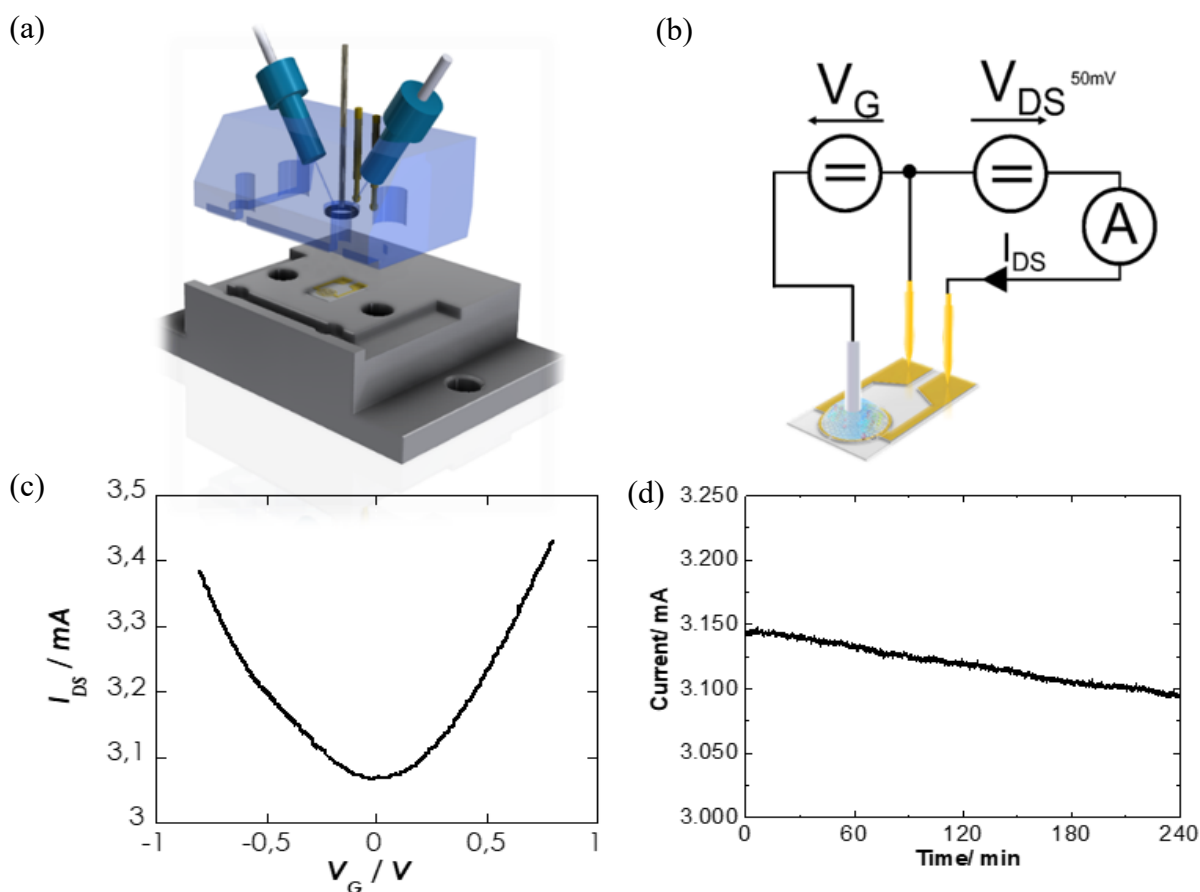 (a)
(b)
V_G
V_DS 50mV
A
I_DS
(c)
3,5
3,4
3,3
3,2
3,1
3
-1
-0,5
0
0,5
1
I_DS / mA
V_G / V
(d)
3.250
3.200
3.150
3.100
3.050
3.000
0
60
120
180
240
Current/ mA
Time/ min